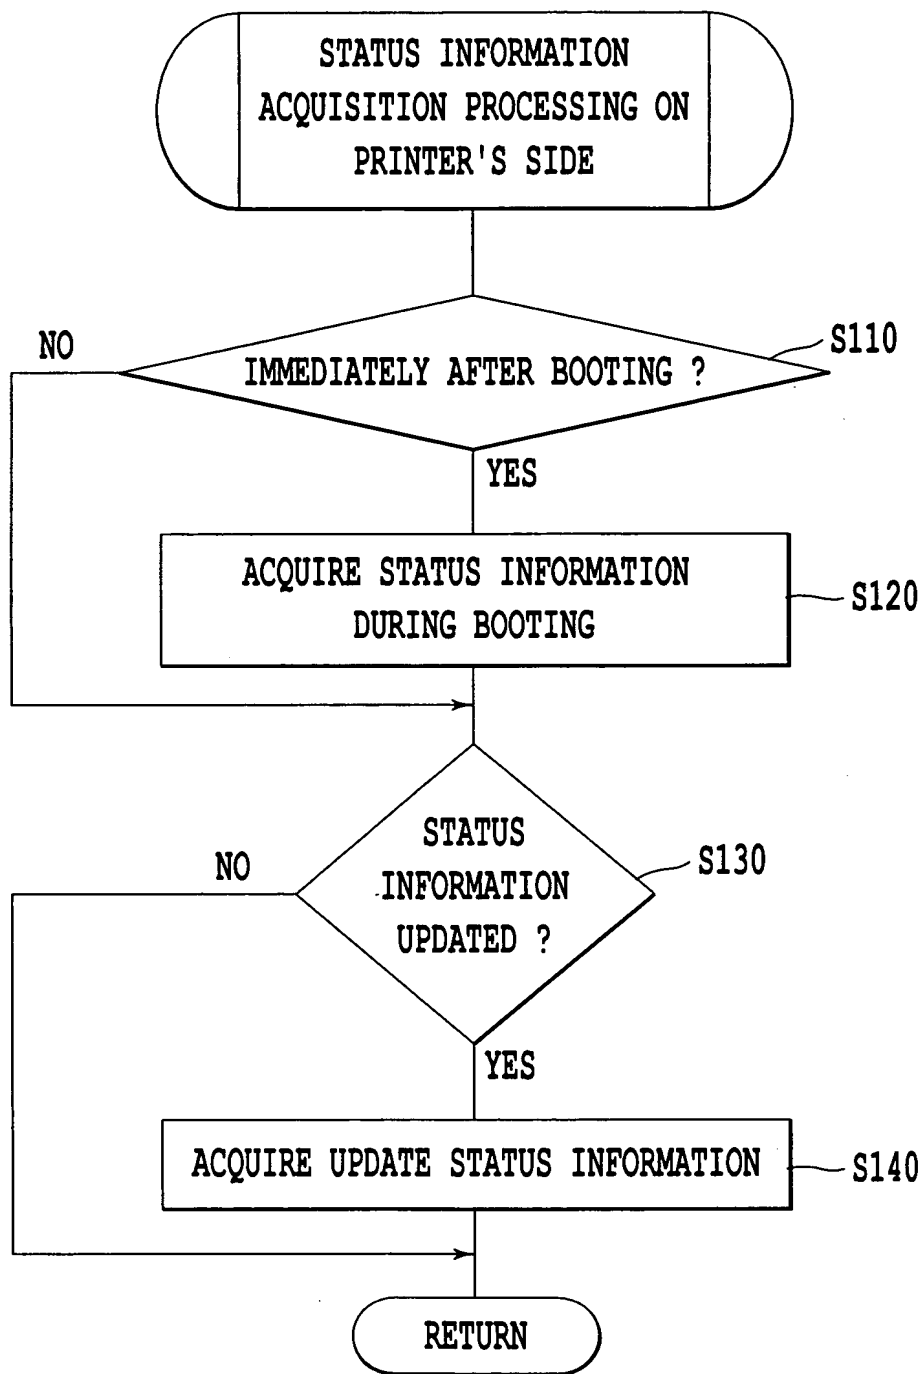 STATUS INFORMATION
ACQUISITION PROCESSING ON
PRINTER'S SIDE
NO
S110
IMMEDIATELY AFTER BOOTING ?
YES
ACQUIRE STATUS INFORMATION
DURING BOOTING
S120
STATUS
INFORMATION
UPDATED ?
NO
S130
YES
ACQUIRE UPDATE STATUS INFORMATION
S140
RETURN